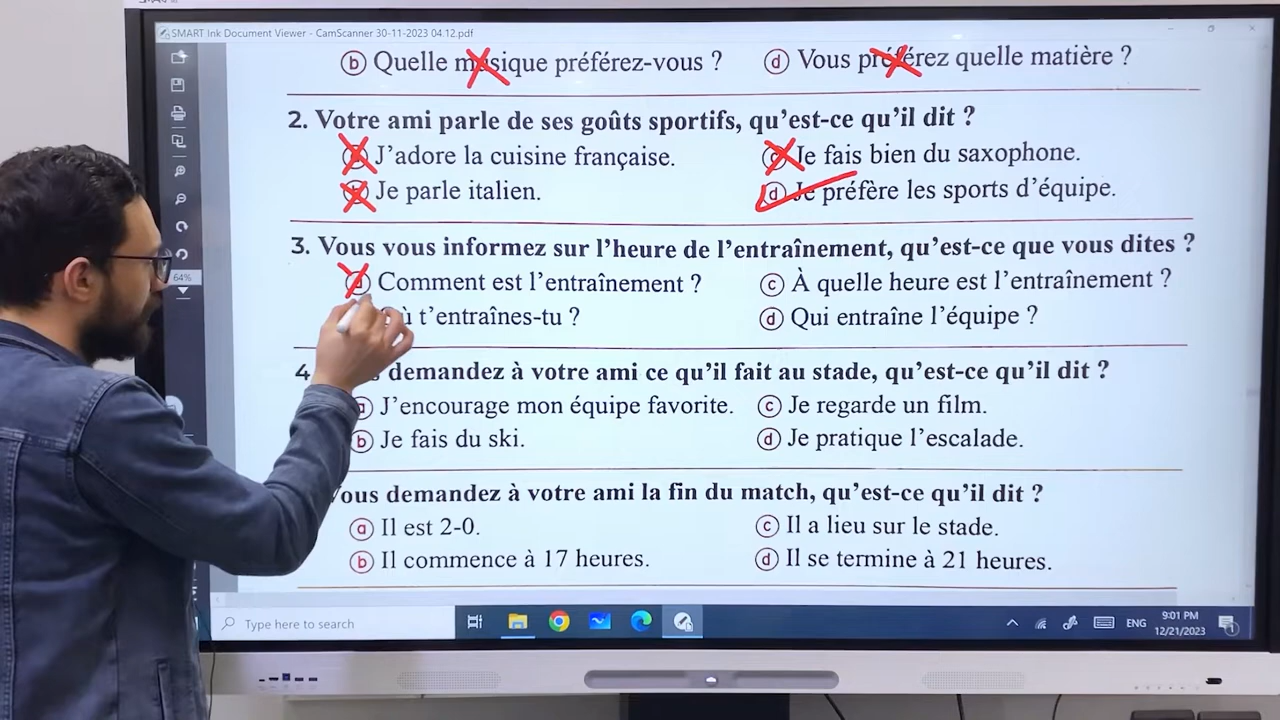 SMART Ink Document Viewer - CamScanner 30-11-2023 04.12.pdf
b Quelle musique préférez-vous ? d Vous préférez quelle matière ?
2. Votre ami parle de ses goûts sportifs, qu'est-ce qu'il dit ?
J'adore la cuisine française. Je fais bien du saxophone.
Je parle italien. d Je préfère les sports d'équipe.
3. Vous vous informez sur l'heure de l'entraînement, qu'est-ce que vous dites ?
Comment est l'entraînement ? c À quelle heure est l'entraînement ?
64%
t'entraînes-tu ? d Qui entraîne l'équipe ?
4 demandez à votre ami ce qu'il fait au stade, qu'est-ce qu'il dit ?
a J'encourage mon équipe favorite. c Je regarde un film.
b Je fais du ski. d Je pratique l'escalade.
Vous demandez à votre ami la fin du match, qu'est-ce qu'il dit ?
a Il est 2-0. c Il a lieu sur le stade.
b Il commence à 17 heures. d Il se termine à 21 heures.
Type here to search ENG 9:01 PM
12/21/2023